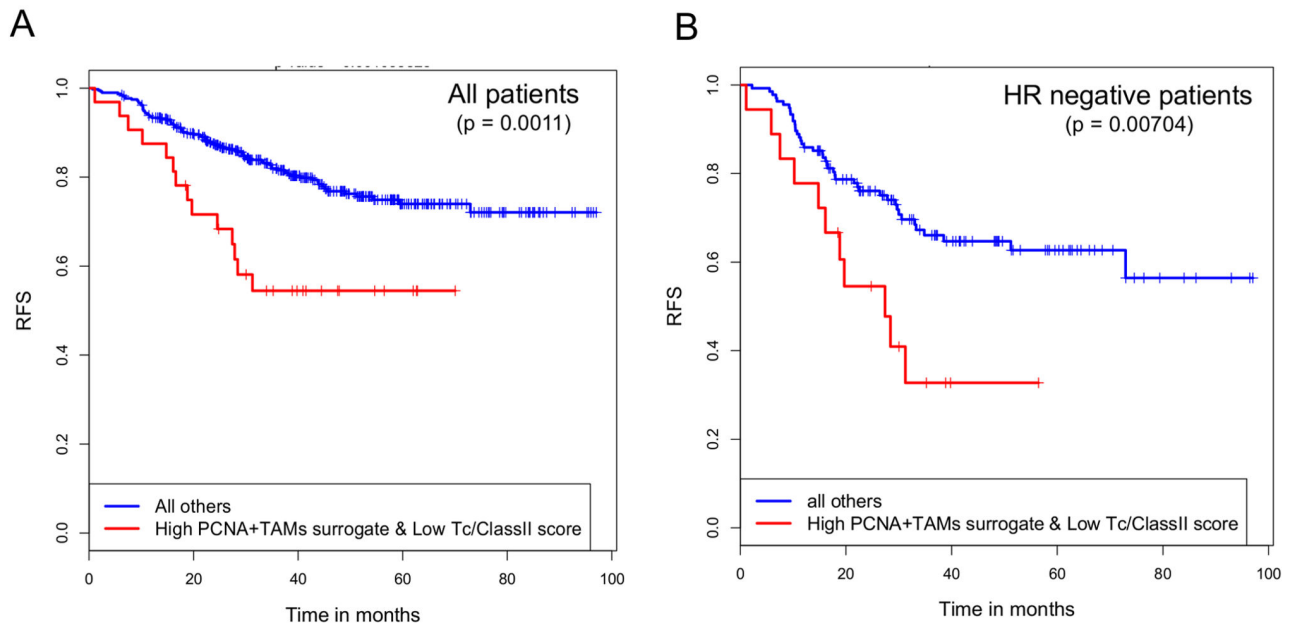 A
All patients
(p = 0.0011)
RFS
1.0
0.8
0.6
0.4
0.2
0.0
All others
High PCNA+TAMs surrogate & Low Tc/ClassII score
0 20 40 60 80 100
Time in months
B
HR negative patients
(p = 0.00704)
RFS
1.0
0.8
0.6
0.4
0.2
0.0
all others
High PCNA+TAMs surrogate & Low Tc/ClassII score
0 20 40 60 80 100
Time in months